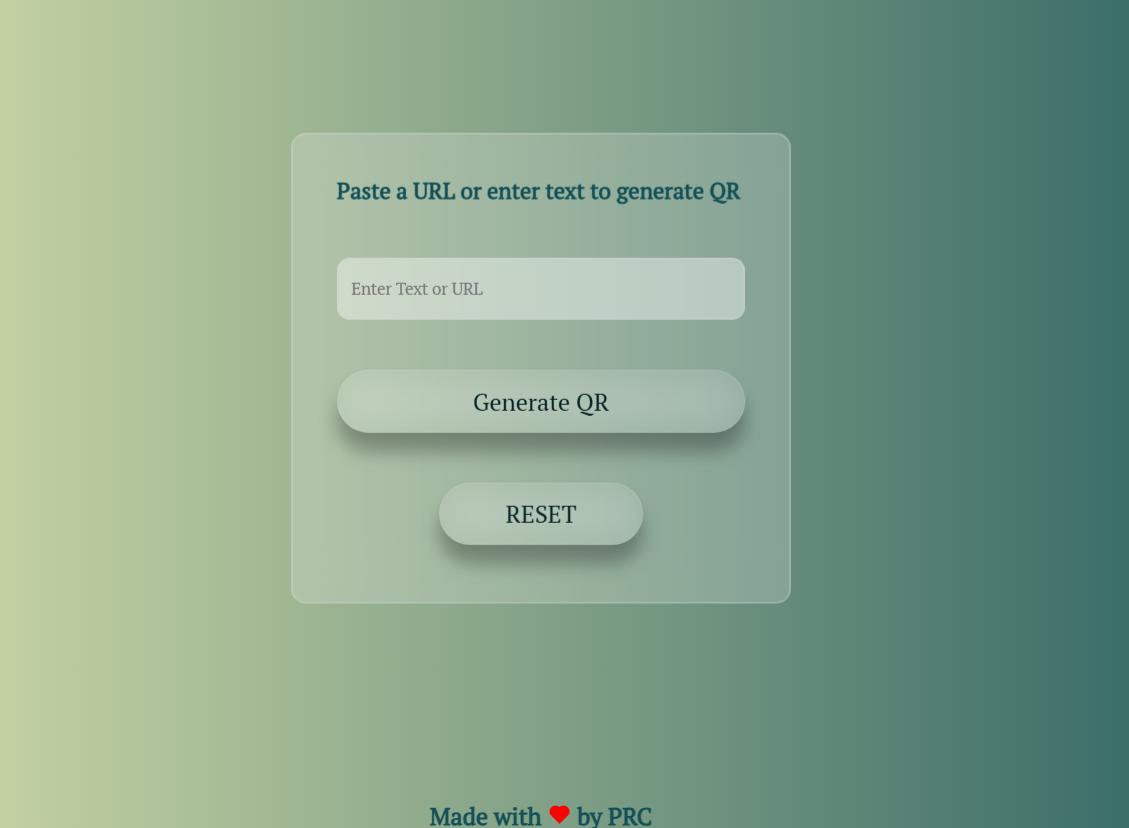 Paste a URL or enter text to generate QR
Enter Text or URL
Generate QR
RESET
Made with ❤ by PRC